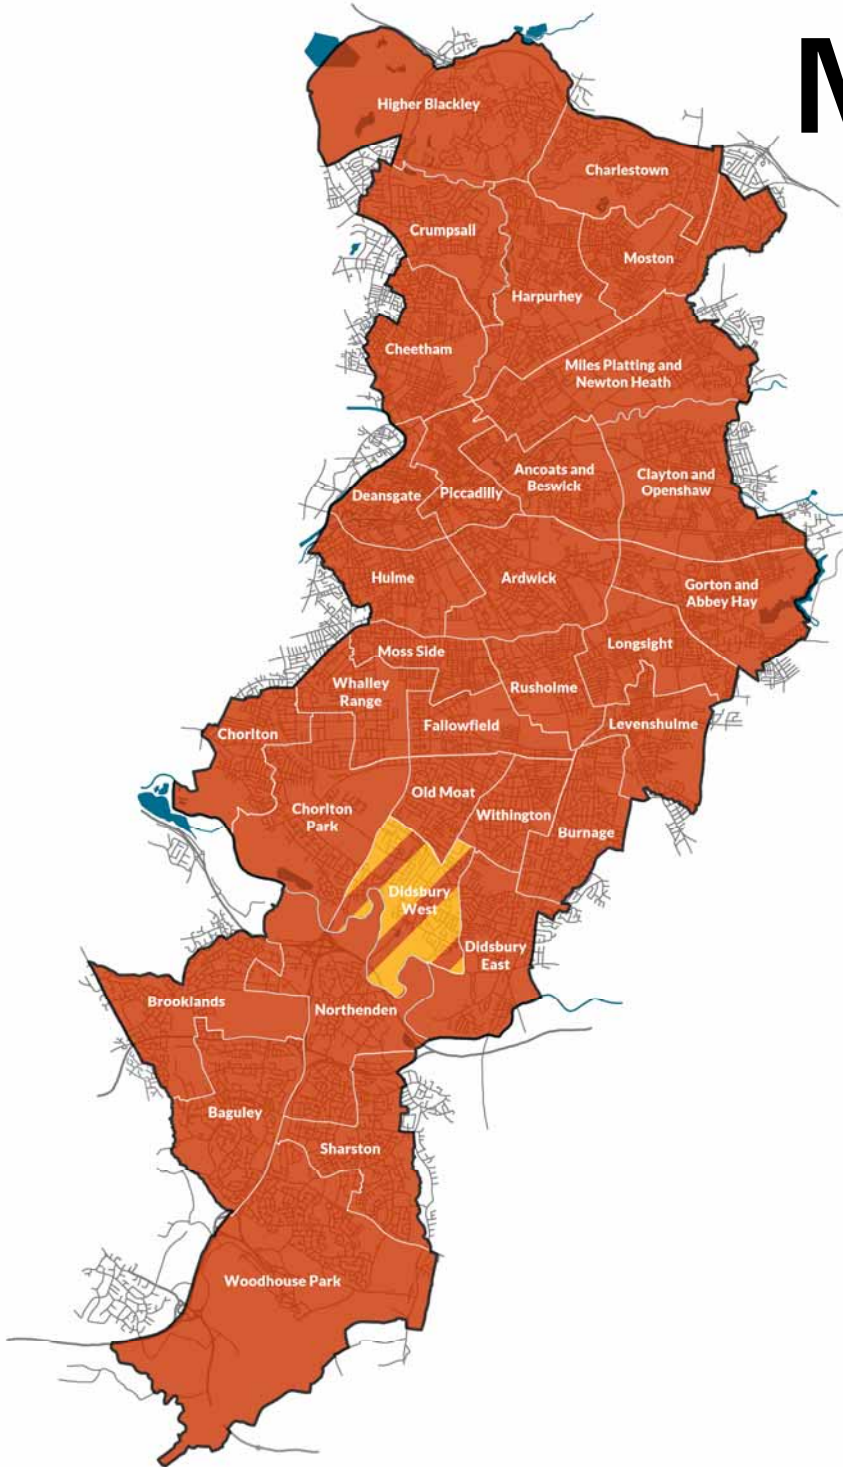 M
Higher Blackley
Charlestown
Crumpsall
Moston
Harpurhey
Cheetham
Miles Platting and
Newton Heath
Ancoats and
Beswick
Clayton and
Openshaw
Deansgate
Piccadilly
Hulme
Ardwick
Gorton and
Abbey Hay
Longsight
Moss Side
Whalley
Range
Rusholme
Chorlton
Fallowfield
Levenshulme
Old Moat
Chorlton
Park
Withington
Burnage
Didsbury
West
Didsbury
East
Brooklands
Northenden
Baguley
Sharston
Woodhouse Park